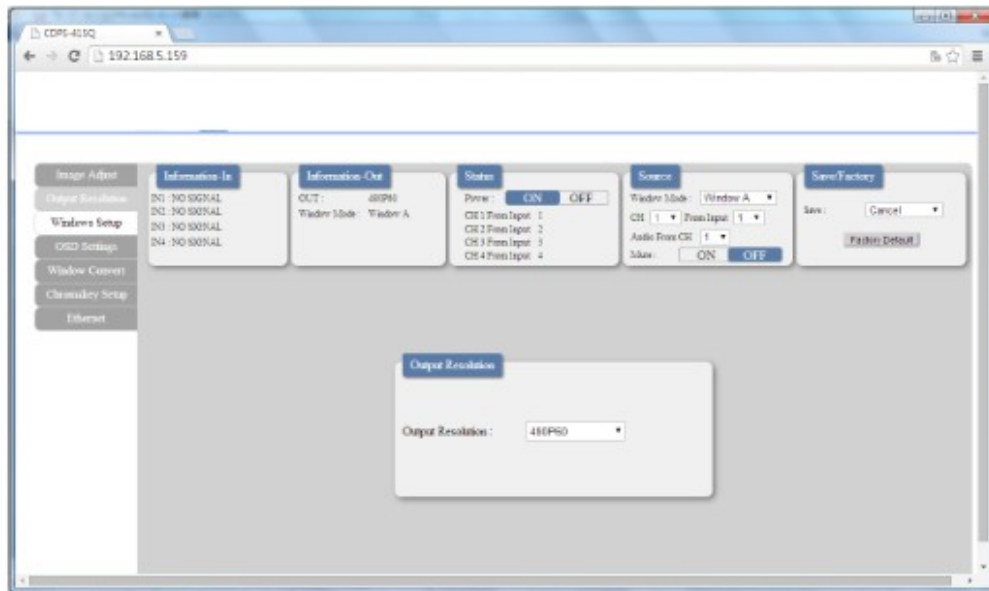 CDPS-41SQ
192.168.5.159
Image Adjust
Output Resolution
Windows Setup
OSD Settings
Window Convert
Chromakey Setup
Ethernet
Information-In
IN1 : NO SIGNAL
IN2 : NO SIGNAL
IN3 : NO SIGNAL
IN4 : NO SIGNAL
Information-Out
OUT : 480P60
Window Mode : Window A
Status
Power : ON OFF
CH 1 From Input 1
CH 2 From Input 2
CH 3 From Input 3
CH 4 From Input 4
Source
Window Mode : Window A
CH 1 From Input 1
Audio From CH 1
Mute : ON OFF
Save/Factory
Save : Cancel
Factory Default
Output Resolution
Output Resolution : 480P60